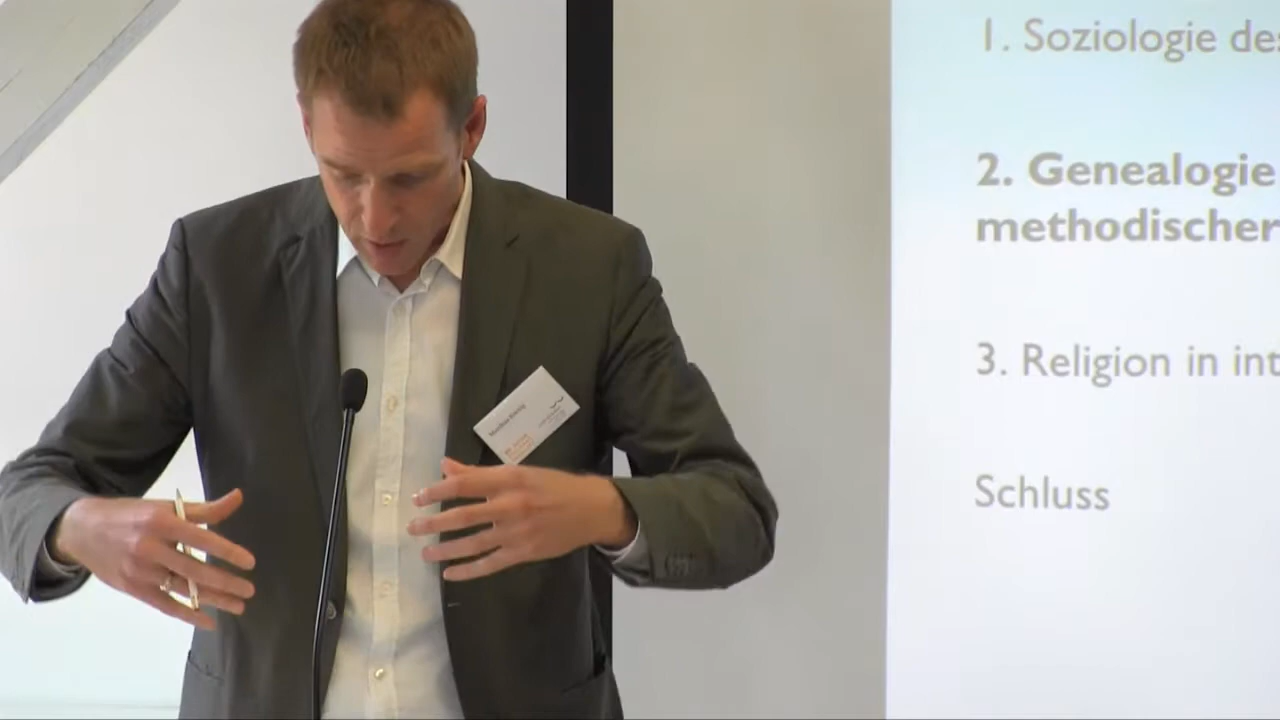 1. Soziologie des
2. Genealogie
methodischer
3. Religion in int
Schluss